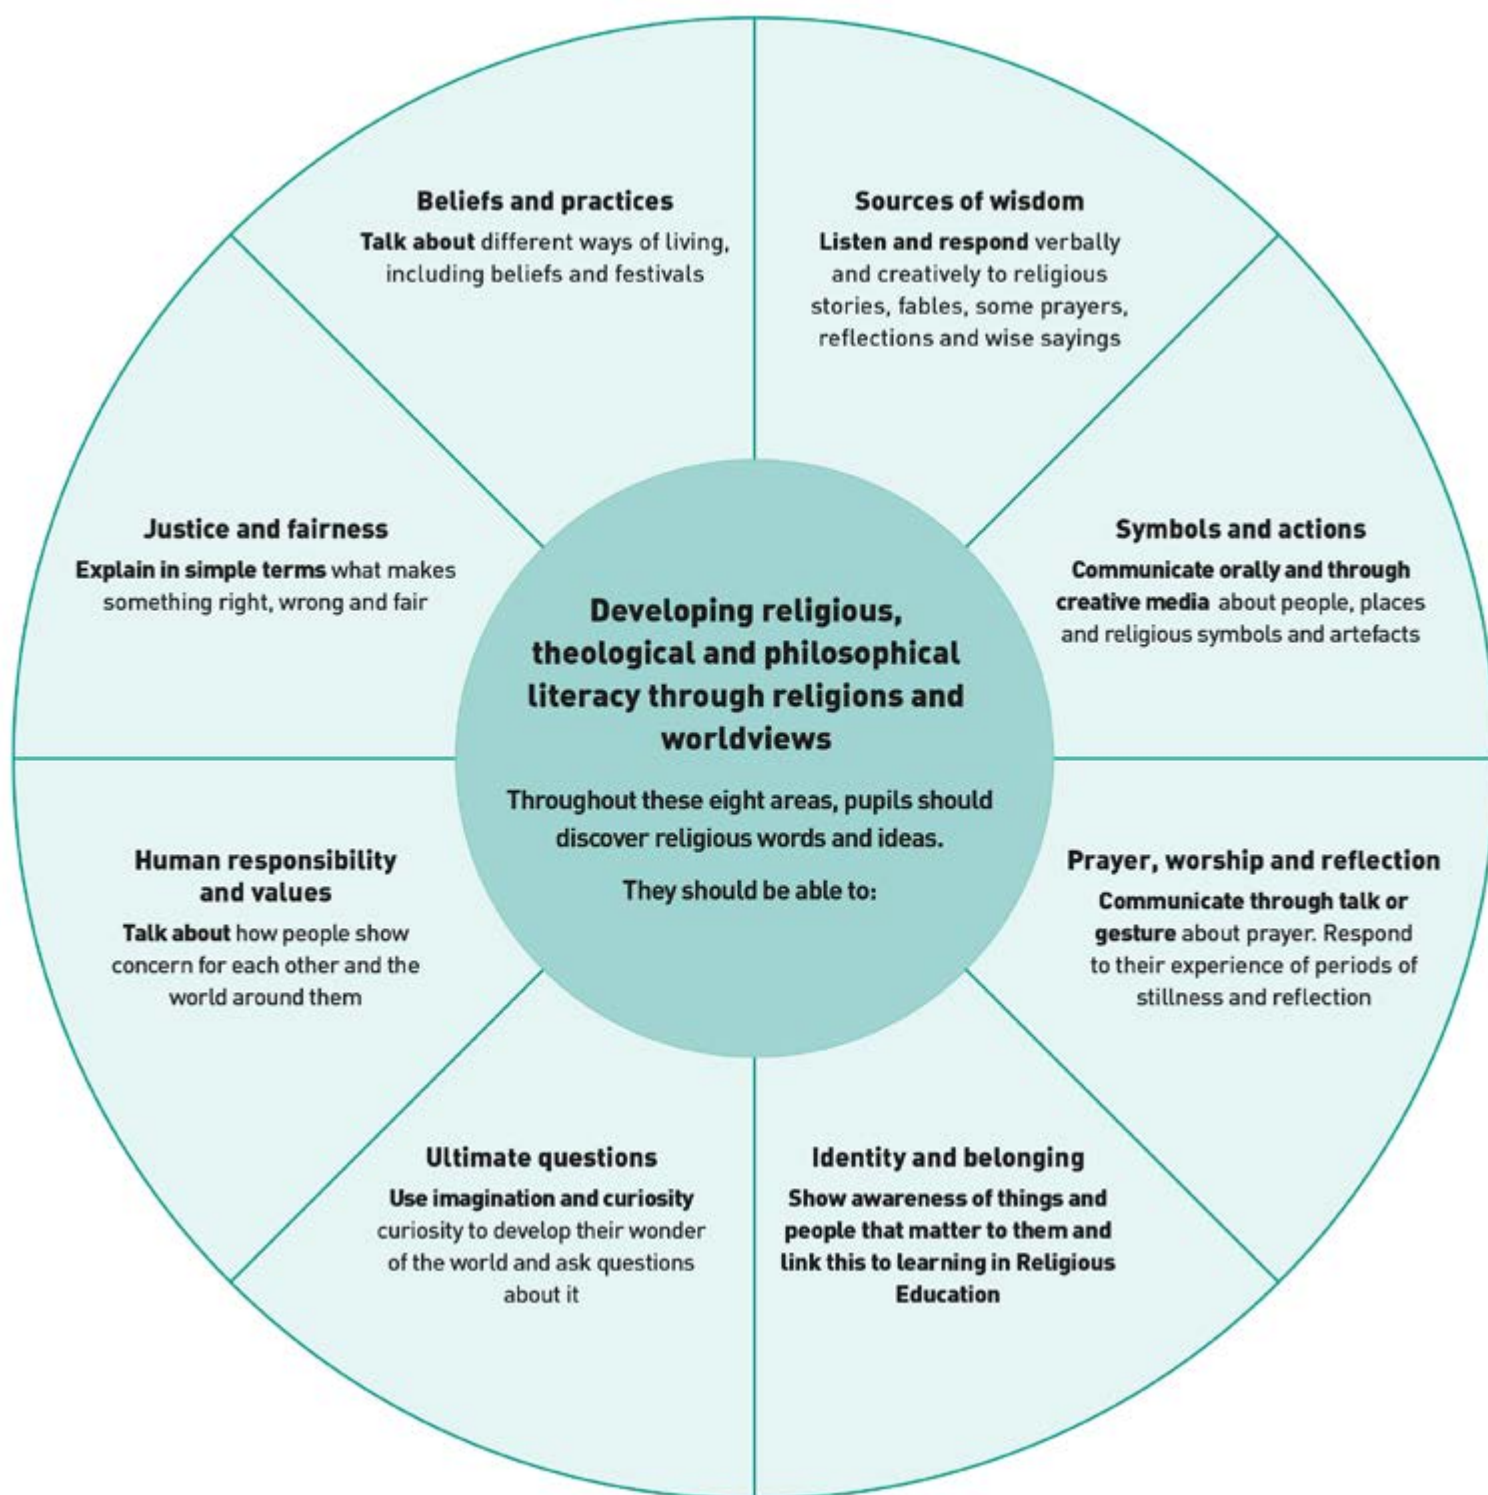 Beliefs and practices
Talk about different ways of living,
including beliefs and festivals
Sources of wisdom
Listen and respond verbally
and creatively to religious
stories, fables, some prayers,
reflections and wise sayings
Symbols and actions
Communicate orally and through
creative media about people, places
and religious symbols and artefacts
Prayer, worship and reflection
Communicate through talk or
gesture about prayer. Respond
to their experience of periods of
stillness and reflection
Identity and belonging
Show awareness of things and
people that matter to them and
link this to learning in Religious
Education
Ultimate questions
Use imagination and curiosity
curiosity to develop their wonder
of the world and ask questions
about it
Human responsibility
and values
Talk about how people show
concern for each other and the
world around them
Justice and fairness
Explain in simple terms what makes
something right, wrong and fair
Developing religious,
theological and philosophical
literacy through religions and
worldviews
Throughout these eight areas, pupils should
discover religious words and ideas.
They should be able to: